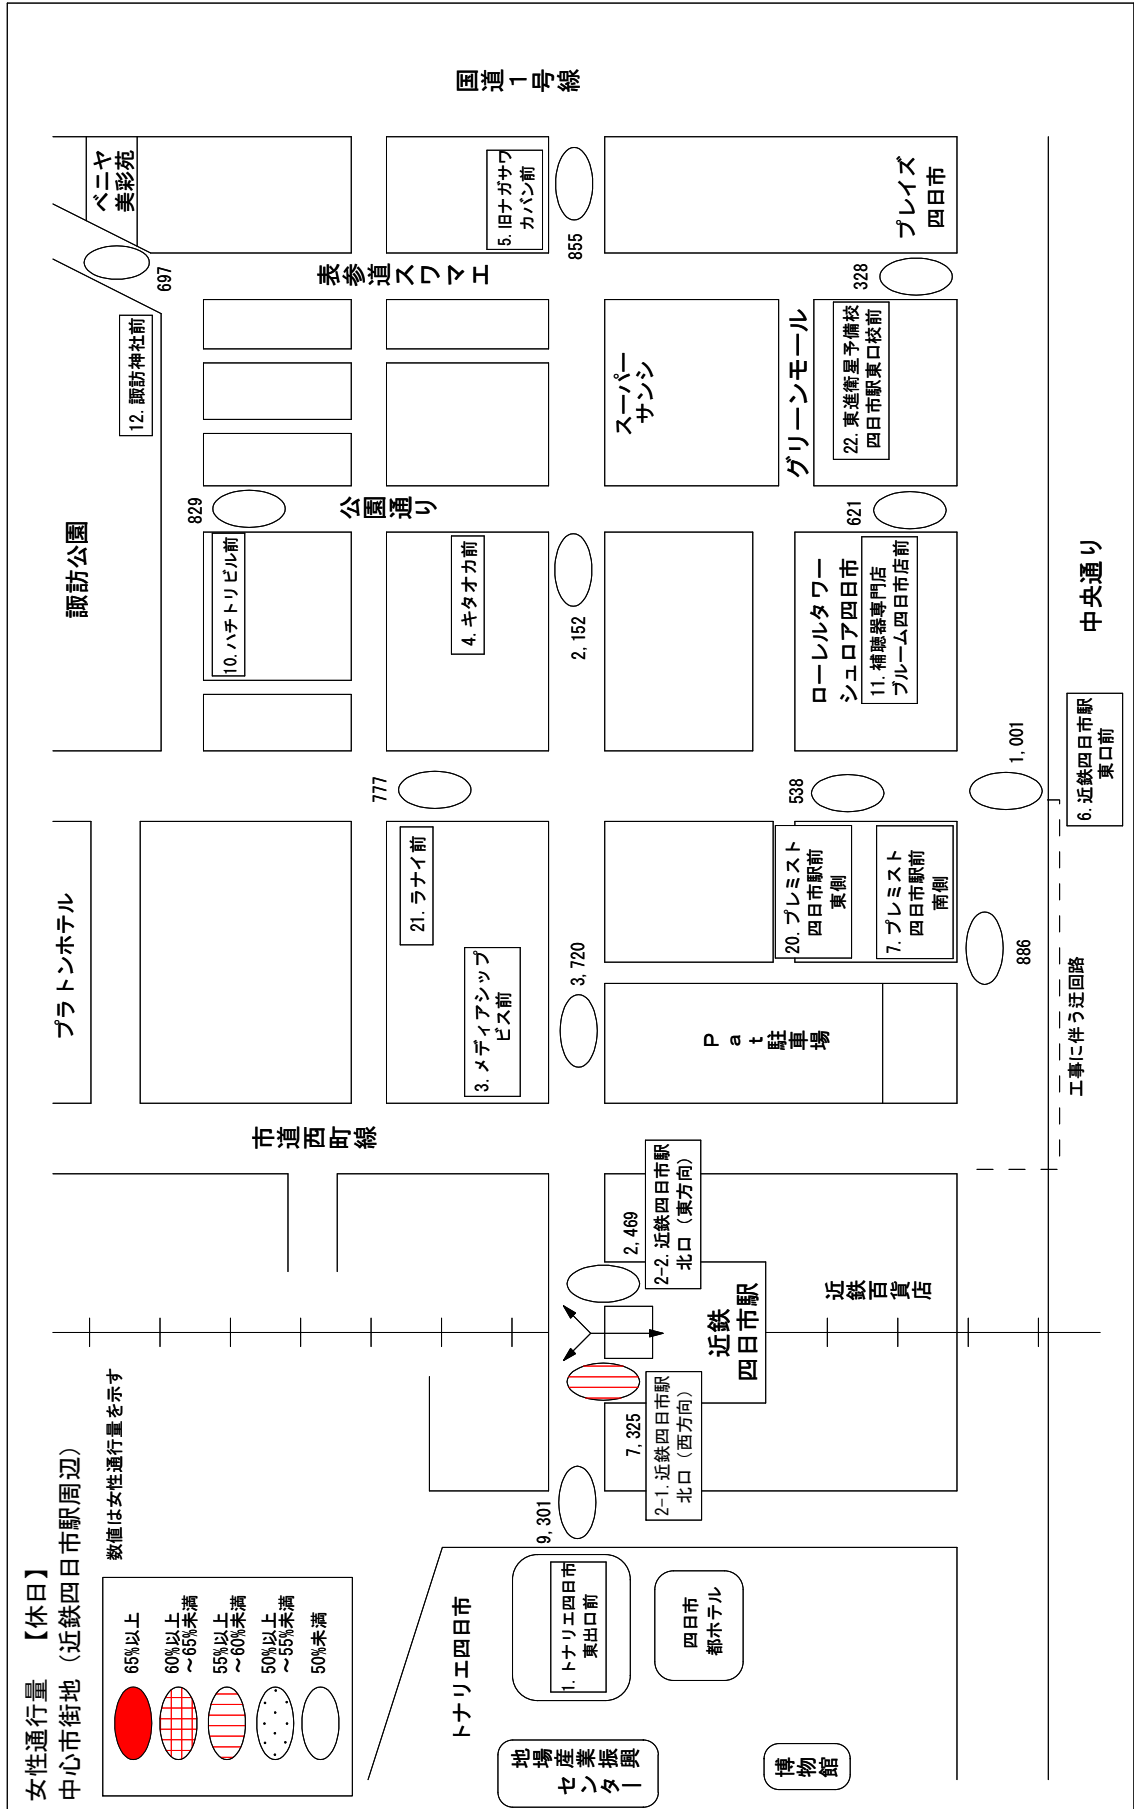 女性通行量　【休日】
中心市街地（近鉄四日市駅周辺）
数値は女性通行量を示す
65%以上
60%以上
～65%未満
55%以上
～60%未満
50%以上
～55%未満
50%未満
プラトンホテル
諏訪公園
ベニヤ
美彩苑
697
12. 諏訪神社前
829
10. ハチトリビル前
公園通り
表参道スワマエ
国道１号線
市道西町線
777
21. ラナイ前
3. メディアシップ
ビス前
4. キタオカ前
5. 旧ナガサワ
カバン前
トナリエ四日市
地場産業振興
センター
1. トナリエ四日市
東出口前
9,301
7,325
2-1. 近鉄四日市駅
北口（西方向）
2,469
2-2. 近鉄四日市駅
北口（東方向）
3,720
2,152
855
四日市
都ホテル
博物館
近鉄
四日市駅
近鉄百貨店
Ｐａｔ駐車場
スーパー
サンシ
グリーンモール
538
20. プレミスト
四日市駅前
東側
7. プレミスト
四日市駅前
南側
ローレルタワー
シュロア四日市
11. 補聴器専門店
ブルーム四日市店前
621
22. 東進衛星予備校
四日市駅東口校前
328
プレイズ
四日市
886
1,001
工事に伴う迂回路
6. 近鉄四日市駅
東口前
中央通り